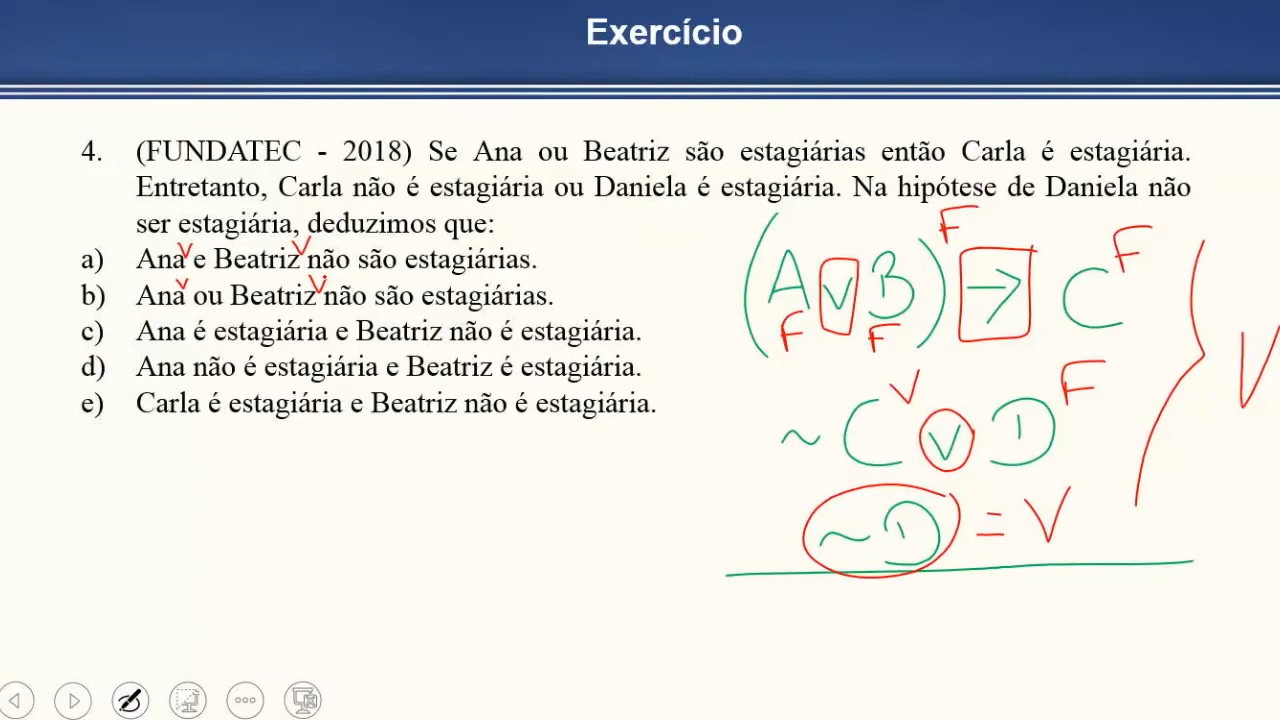 Exercício
4. (FUNDATEC - 2018) Se Ana ou Beatriz são estagiárias então Carla é estagiária.
Entretanto, Carla não é estagiária ou Daniela é estagiária. Na hipótese de Daniela não
ser estagiária, deduzimos que:
a) Ana e Beatriz não são estagiárias.
V V
b) Ana ou Beatriz não são estagiárias.
V V
c) Ana é estagiária e Beatriz não é estagiária.
d) Ana não é estagiária e Beatriz é estagiária.
e) Carla é estagiária e Beatriz não é estagiária.
F F
(A v B) → C
F F
V
V F
~C v D
~D = V